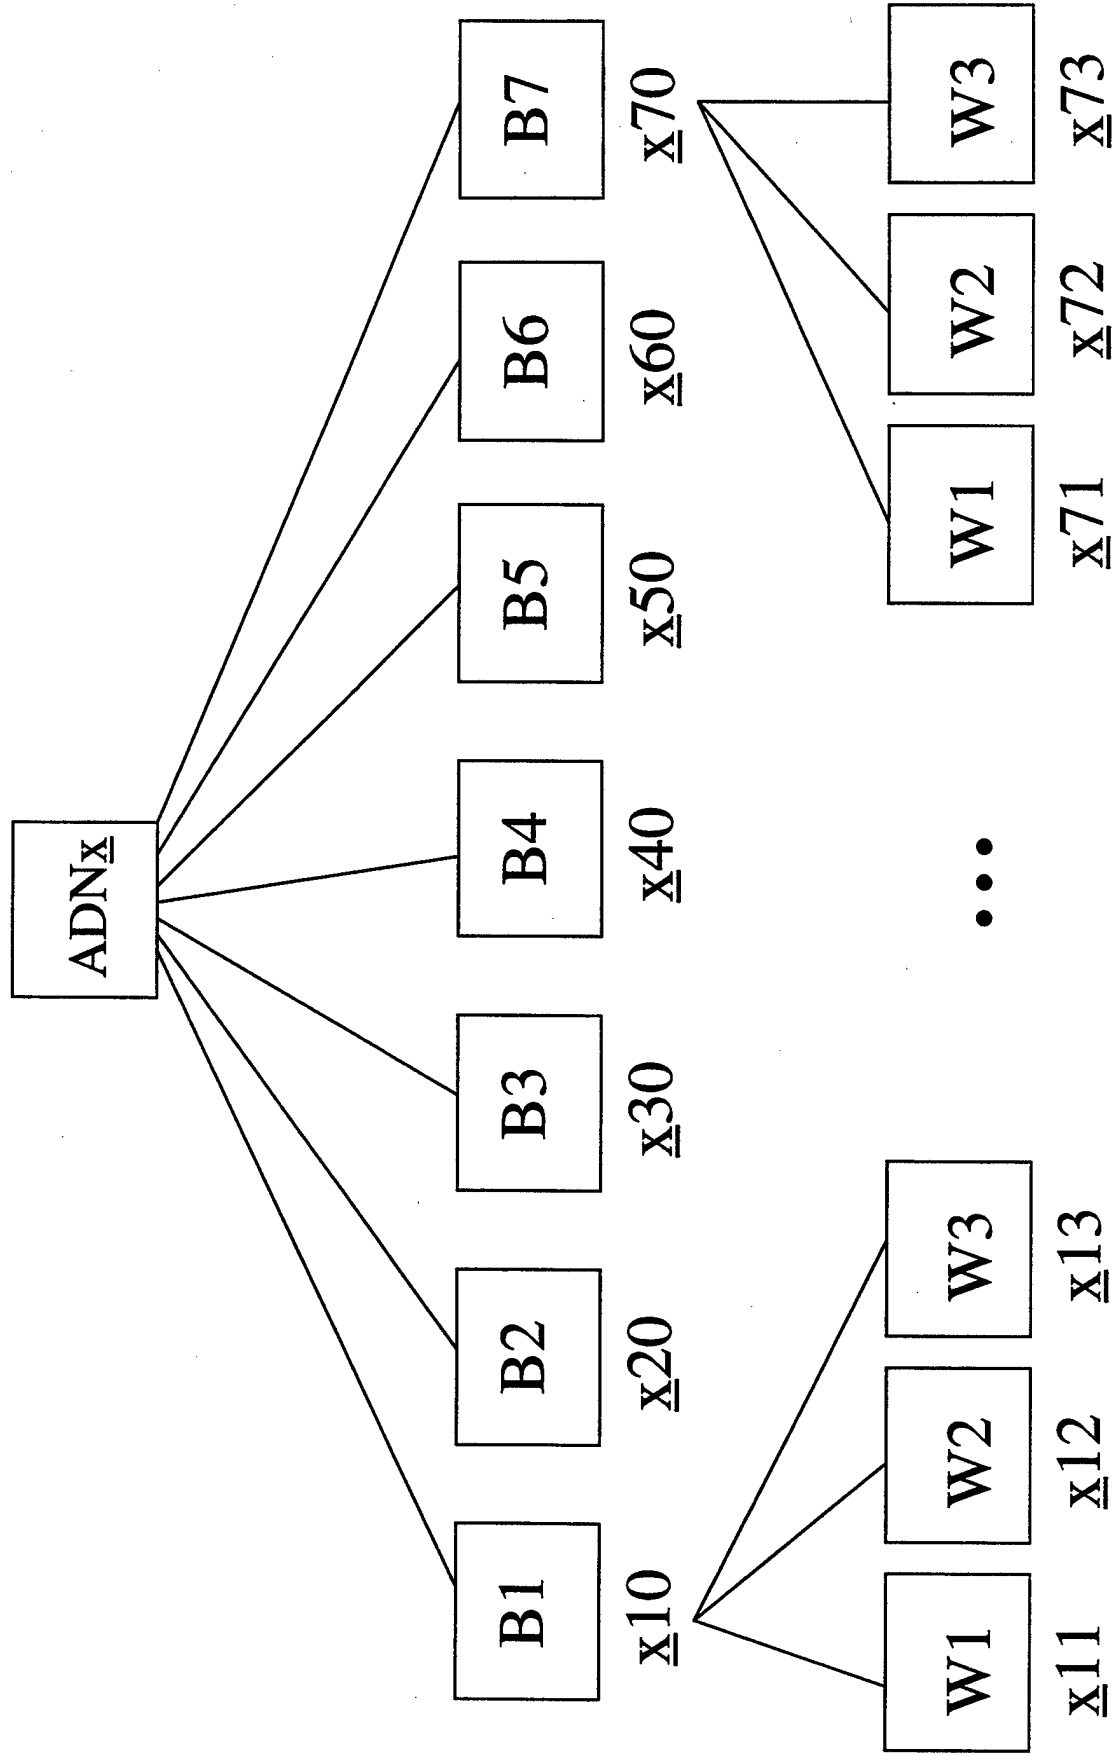 ADNx
B1 B2 B3 B4 B5 B6 B7
x10 x20 x30 x40 x50 x60 x70
W1 W2 W3 ••• W1 W2 W3
x11 x12 x13 x71 x72 x73